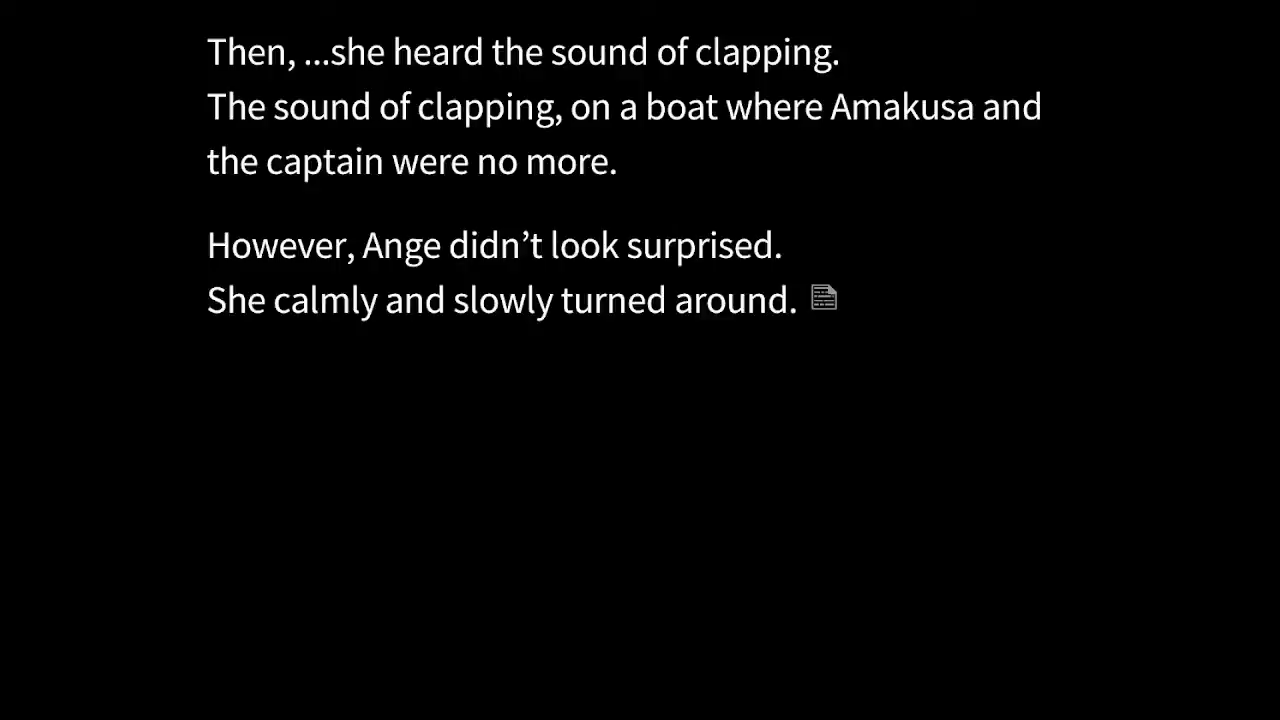 Then, ...she heard the sound of clapping.
The sound of clapping, on a boat where Amakusa and
the captain were no more.
However, Ange didn’t look surprised.
She calmly and slowly turned around.